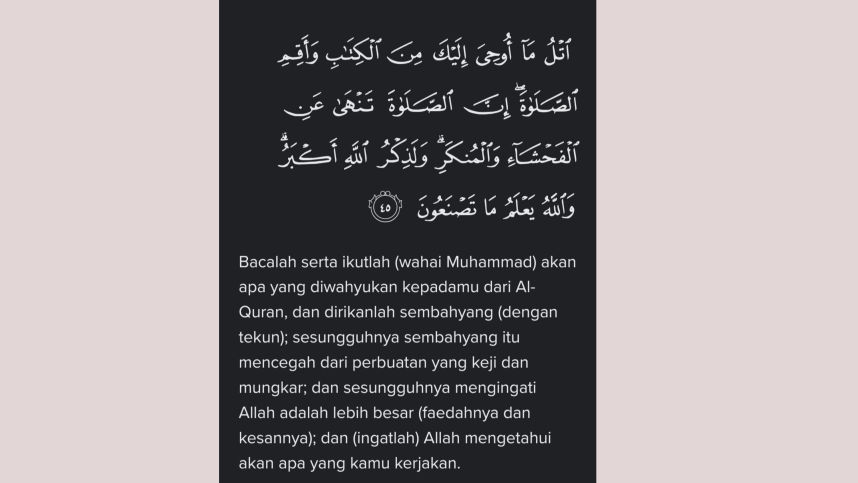 ٱتْلُ مَآ أُوحِىَ إِلَيْكَ مِنَ ٱلْكِتَـٰبِ وَأَقِمِ
ٱلصَّلَوٰةَ ۖ إِنَّ ٱلصَّلَوٰةَ تَنْهَىٰ عَنِ
ٱلْفَحْشَآءِ وَٱلْمُنكَرِ ۗ وَلَذِكْرُ ٱللَّهِ أَكْبَرُ ۗ
وَٱللَّهُ يَعْلَمُ مَا تَصْنَعُونَ ٤٥
Bacalah serta ikutlah (wahai Muhammad) akan
apa yang diwahyukan kepadamu dari Al-
Quran, dan dirikanlah sembahyang (dengan
tekun); sesungguhnya sembahyang itu
mencegah dari perbuatan yang keji dan
mungkar; dan sesungguhnya mengingati
Allah adalah lebih besar (faedahnya dan
kesannya); dan (ingatlah) Allah mengetahui
akan apa yang kamu kerjakan.